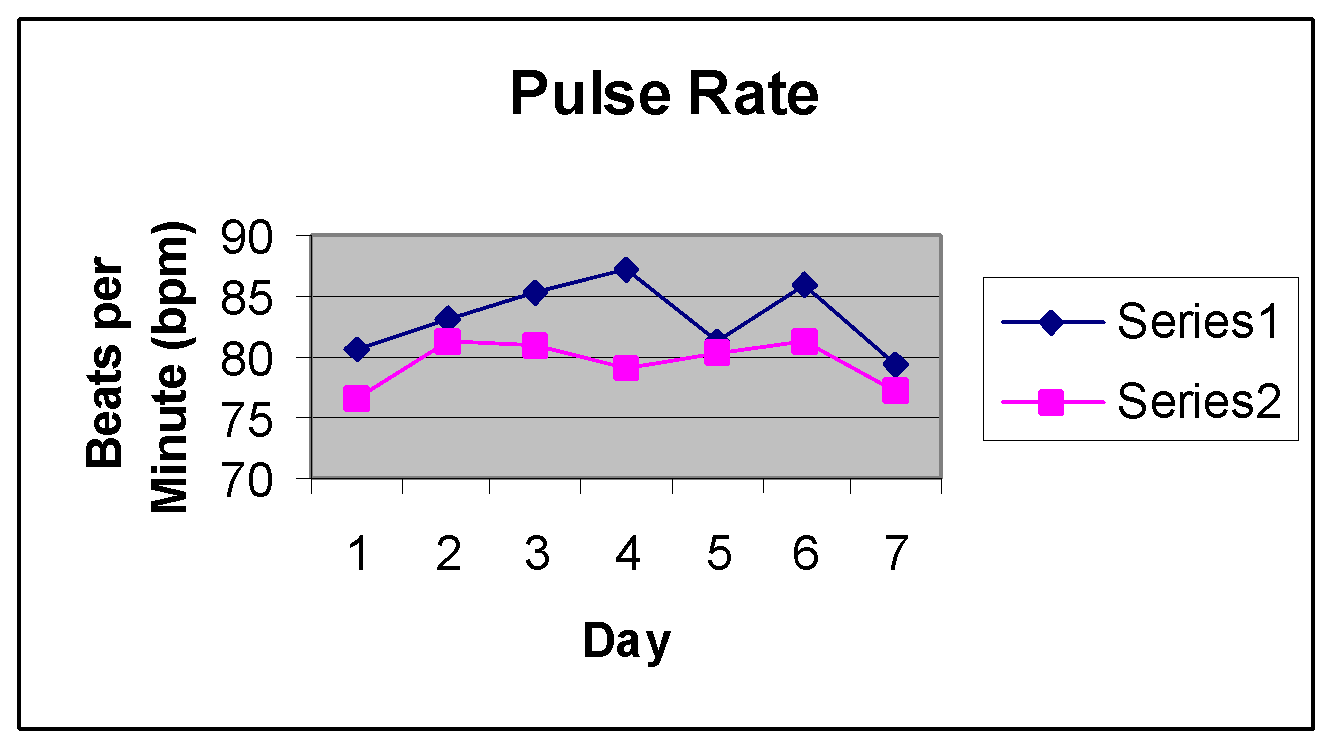 Pulse Rate
Beats per
Minute (bpm)
90
85
80
75
70
1 2 3 4 5 6 7
Day
Series1
Series2